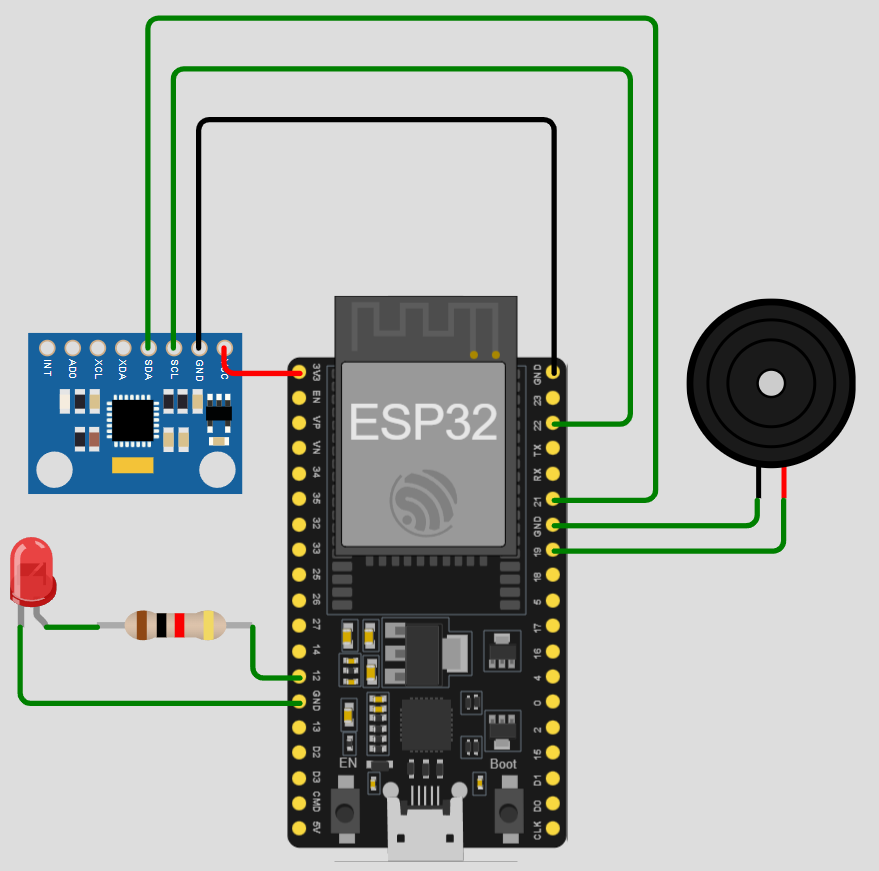 INT
AD0
XCL
XDA
SDA
SCL
GND
VCC
ESP32
3V3
EN
VP
VN
34
35
32
33
25
26
27
14
12
GND
13
D2
D3
CMD
5V
GND
23
22
TX
RX
21
GND
19
18
5
17
16
4
0
2
15
D1
D0
CLK
EN
Boot